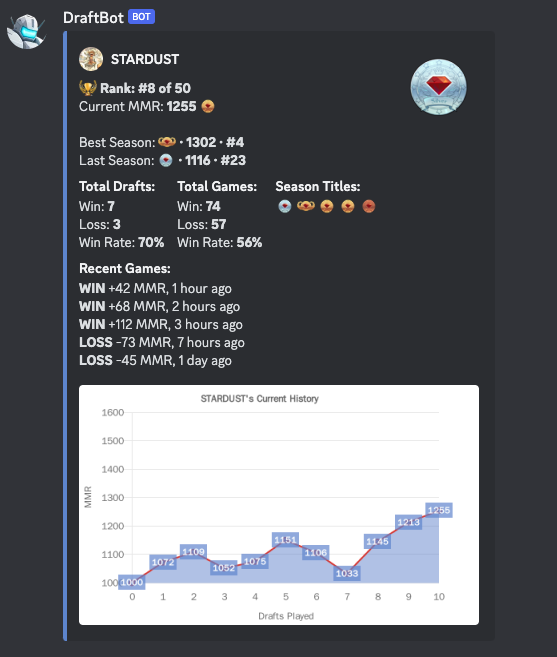 DraftBot BOT
STARDUST
Rank: #8 of 50
Current MMR: 1255
Best Season: • 1302 • #4
Last Season: • 1116 • #23
Total Drafts: Total Games: Season Titles:
Win: 7 Win: 74
Loss: 3 Loss: 57
Win Rate: 70% Win Rate: 56%
Recent Games:
WIN +42 MMR, 1 hour ago
WIN +68 MMR, 2 hours ago
WIN +112 MMR, 3 hours ago
LOSS -73 MMR, 7 hours ago
LOSS -45 MMR, 1 day ago
STARDUST's Current History
1600
1500
1400
1300
1200
1100
1000
MMR
1000 1072 1109 1052 1075 1151 1106 1033 1145 1213 1255
0 1 2 3 4 5 6 7 8 9 10
Drafts Played